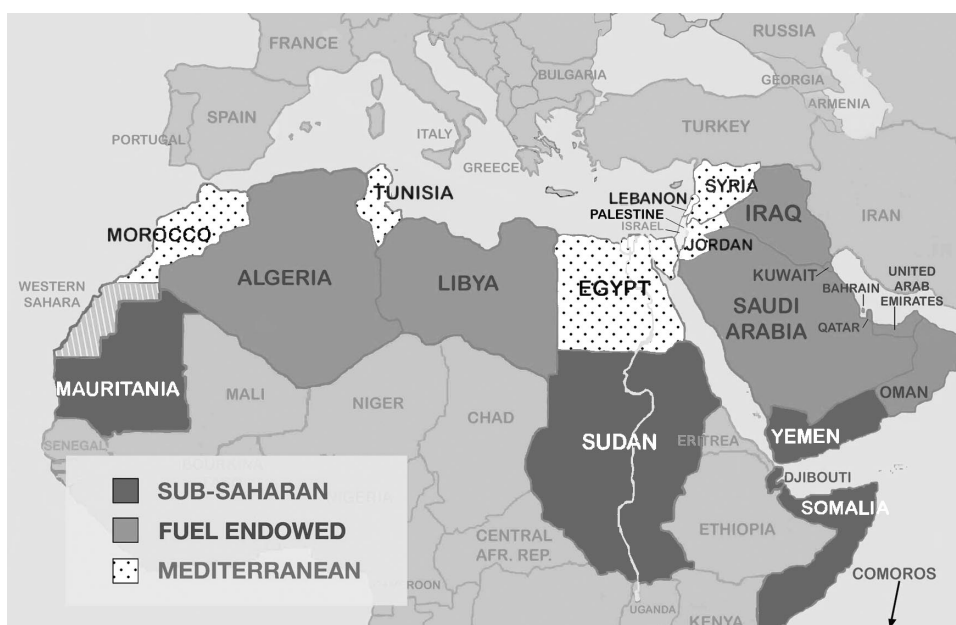 RUSSIA
FRANCE
BULGARIA
GEORGIA
ARMENIA
SPAIN
PORTUGAL
ITALY
TURKEY
GREECE
TUNISIA
LEBANON
SYRIA
PALESTINE
ISRAEL
IRAQ
IRAN
MOROCCO
JORDAN
ALGERIA
LIBYA
EGYPT
KUWAIT
UNITED
ARAB
EMIRATES
BAHRAIN
WESTERN
SAHARA
SAUDI
ARABIA
QATAR
MAURITANIA
MALI
NIGER
CHAD
OMAN
SUDAN
ERITREA
YEMEN
SENEGAL
DJIBOUTI
SOMALIA
SUB-SAHARAN
FUEL ENDOWED
MEDITERRANEAN
CENTRAL
AFR. REP.
ETHIOPIA
COMOROS
UGANDA
KENYA